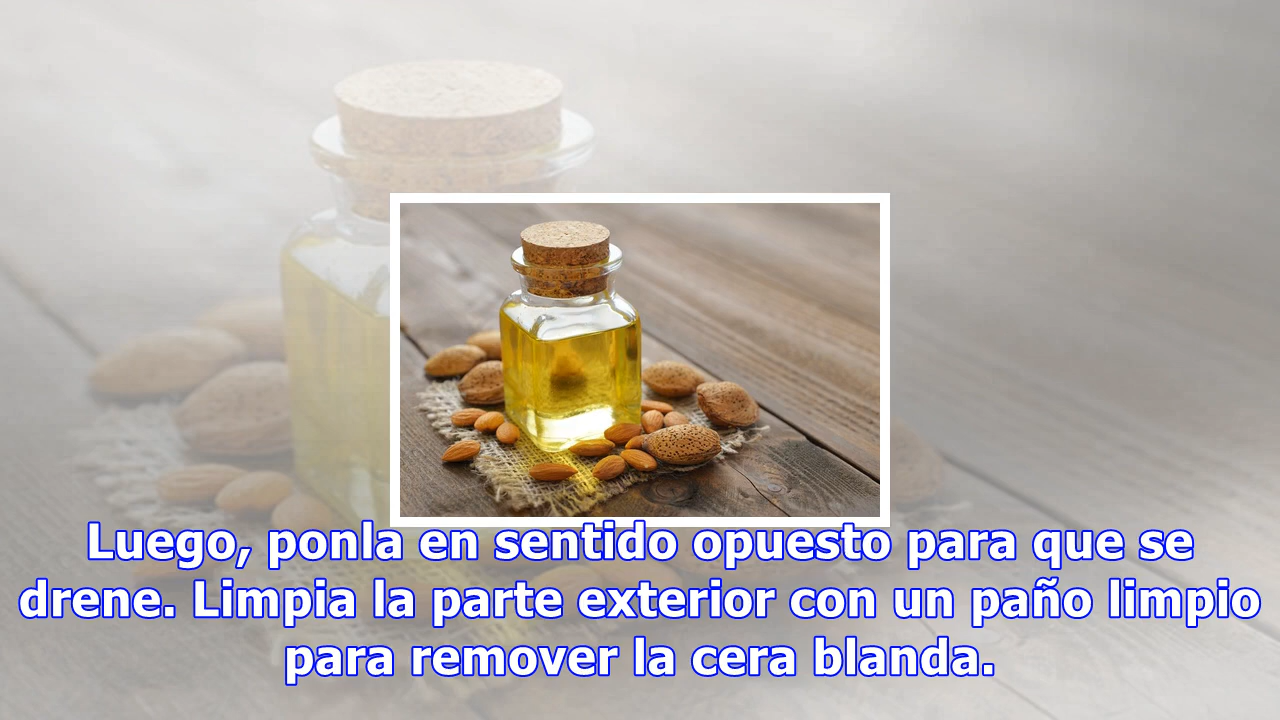 Luego, ponla en sentido opuesto para que se
drene. Limpia la parte exterior con un paño limpio
para remover la cera blanda.